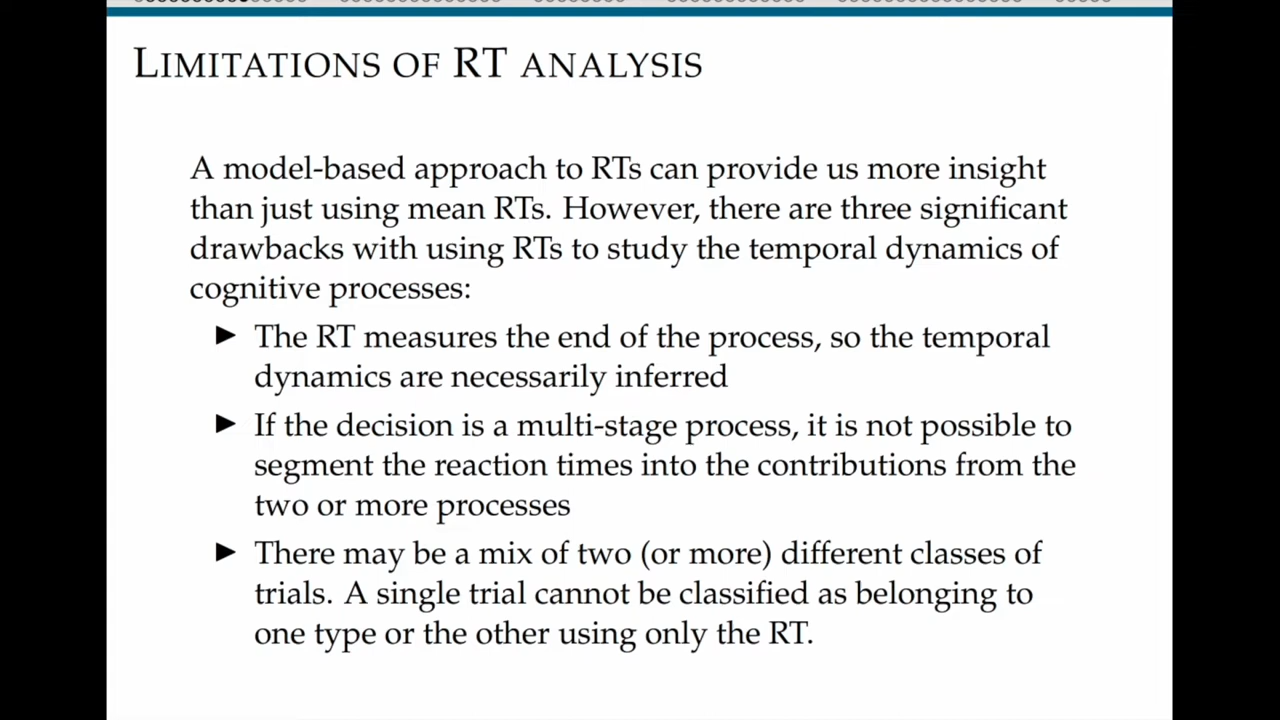 LIMITATIONS OF RT ANALYSIS
A model-based approach to RTs can provide us more insight
than just using mean RTs. However, there are three significant
drawbacks with using RTs to study the temporal dynamics of
cognitive processes:
▶ The RT measures the end of the process, so the temporal
dynamics are necessarily inferred
▶ If the decision is a multi-stage process, it is not possible to
segment the reaction times into the contributions from the
two or more processes
▶ There may be a mix of two (or more) different classes of
trials. A single trial cannot be classified as belonging to
one type or the other using only the RT.